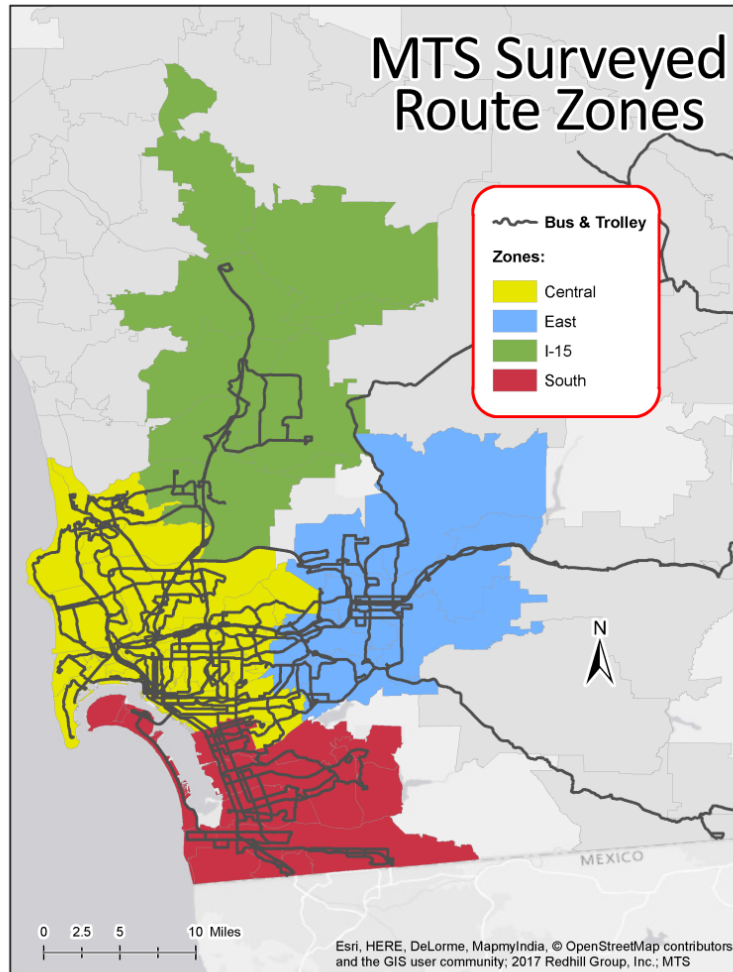 MTS Surveyed
Route Zones
Bus & Trolley
Zones:
Central
East
I-15
South
N
MEXICO
0 2.5 5 10 Miles
Esri, HERE, DeLorme, MapmyIndia, © OpenStreetMap contributors
and the GIS user community; 2017 Redhill Group, Inc.; MTS